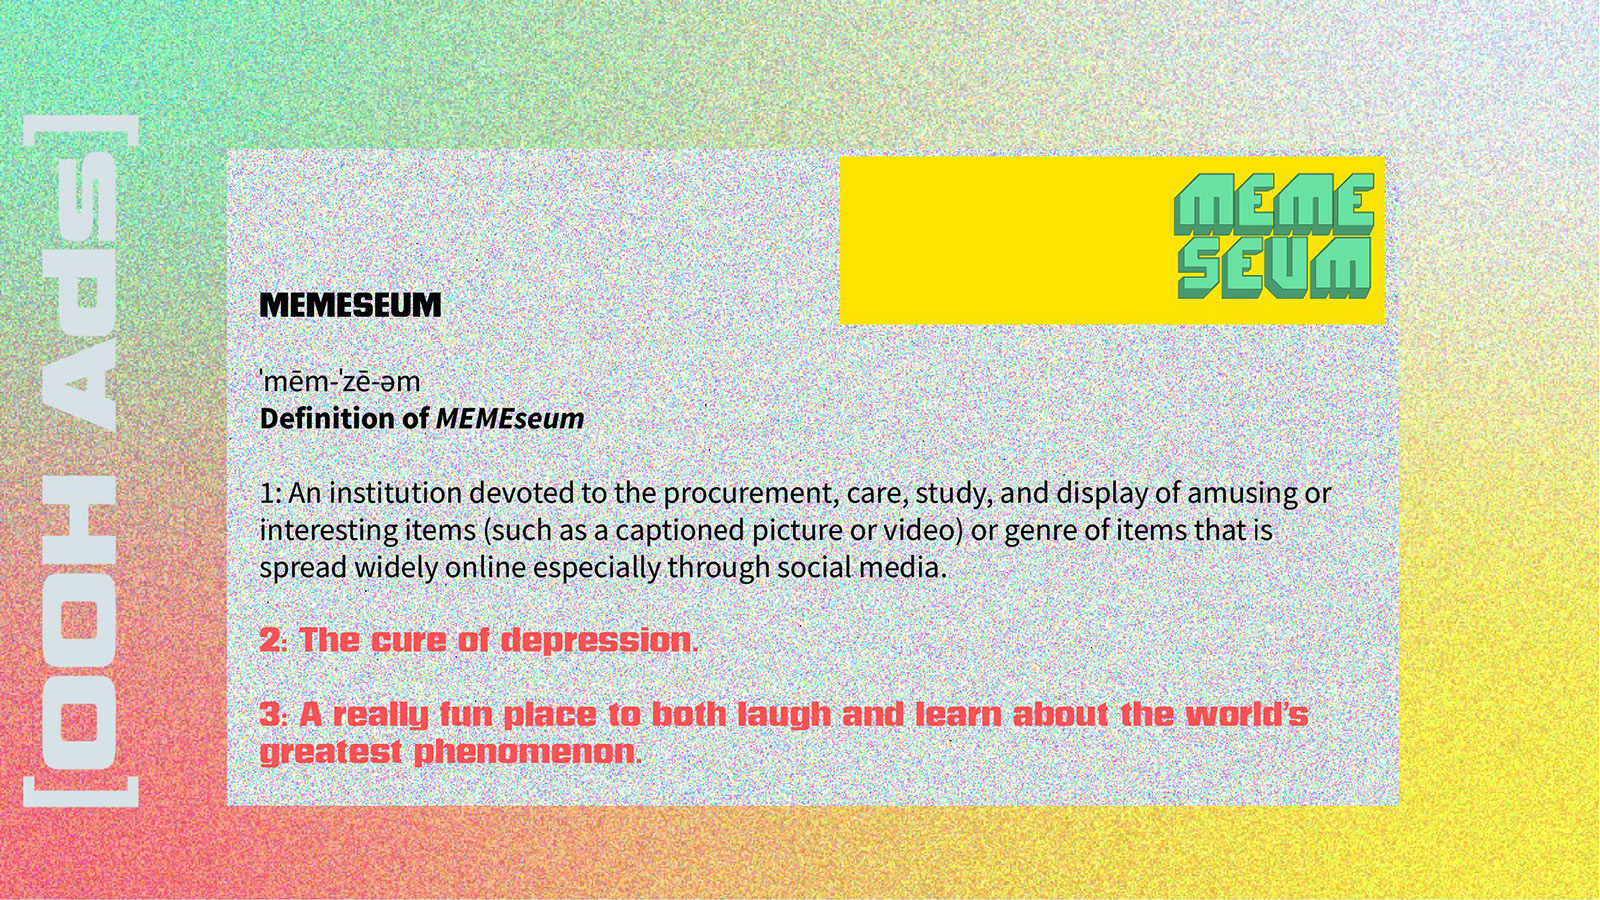 [OOH Ads]
MEME
SEUM
MEMESEUM
ˈmēm-ˈzē-əm
Definition of MEMEseum
1: An institution devoted to the procurement, care, study, and display of amusing or
interesting items (such as a captioned picture or video) or genre of items that is
spread widely online especially through social media.
2: The cure of depression.
3: A really fun place to both laugh and learn about the world's
greatest phenomenon.